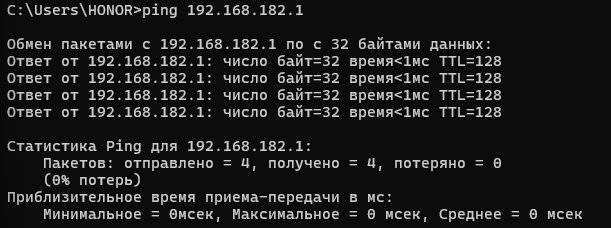 C:\Users\HONOR>ping 192.168.182.1
Обмен пакетами с 192.168.182.1 по с 32 байтами данных:
Ответ от 192.168.182.1: число байт=32 время<1мс TTL=128
Ответ от 192.168.182.1: число байт=32 время<1мс TTL=128
Ответ от 192.168.182.1: число байт=32 время<1мс TTL=128
Ответ от 192.168.182.1: число байт=32 время<1мс TTL=128
Статистика Ping для 192.168.182.1:
Пакетов: отправлено = 4, получено = 4, потеряно = 0
(0% потерь)
Приблизительное время приема-передачи в мс:
Минимальное = 0мсек, Максимальное = 0 мсек, Среднее = 0 мсек